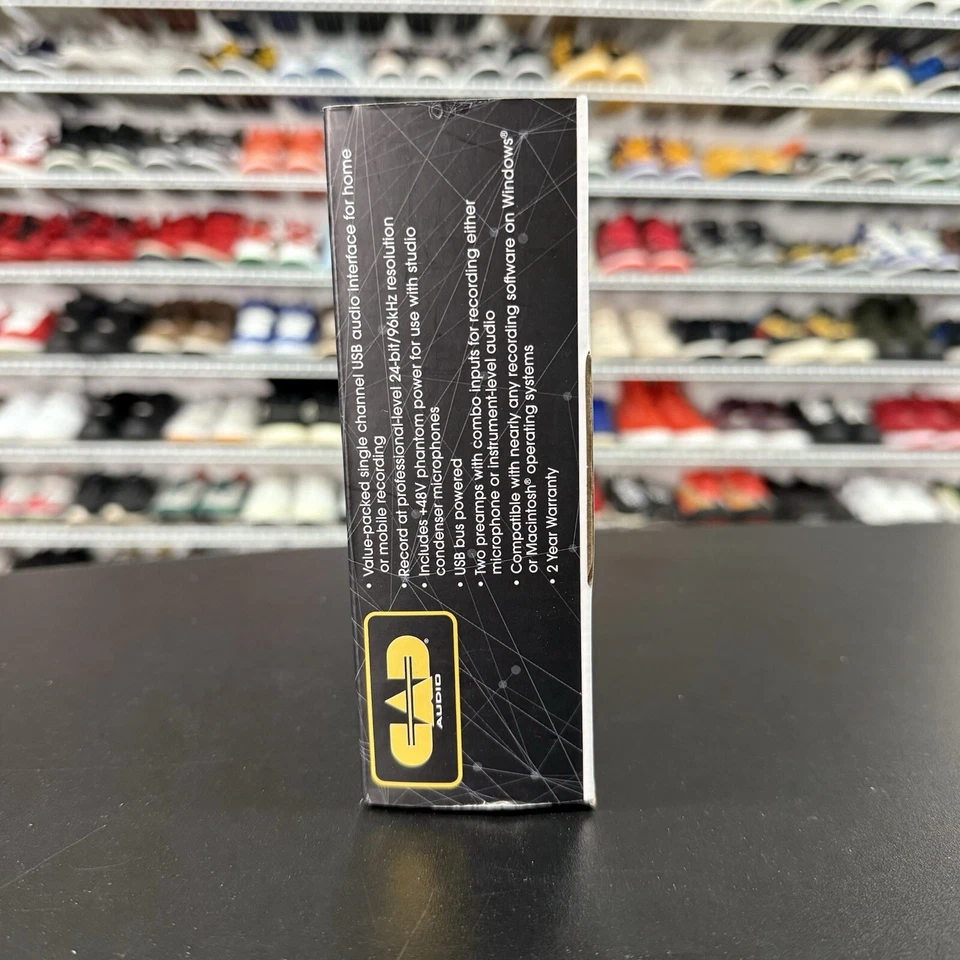 • Value-packed single channel USB audio interface for home
or mobile recording
• Record at professional-level 24-bit/96kHz resolution
• Includes +48V phantom power for use with studio
condenser microphones
• USB bus powered
• Two preamps with combo-inputs for recording either
microphone or instrument-level audio
• Compatible with nearly any recording software on Windows®
or Macintosh® operating systems
• 2 Year Warranty
CAD®
AUDIO